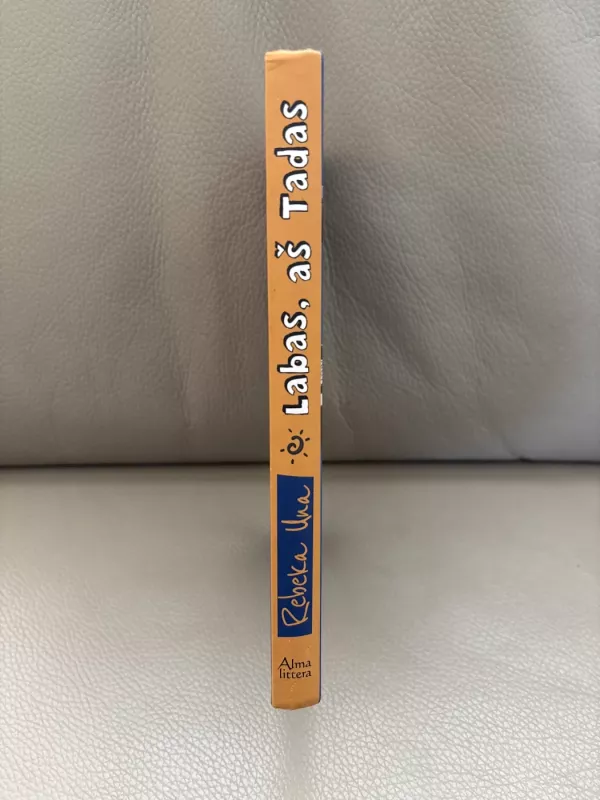 Rebeka Una
Labas, aš Tadas
Alma
littera